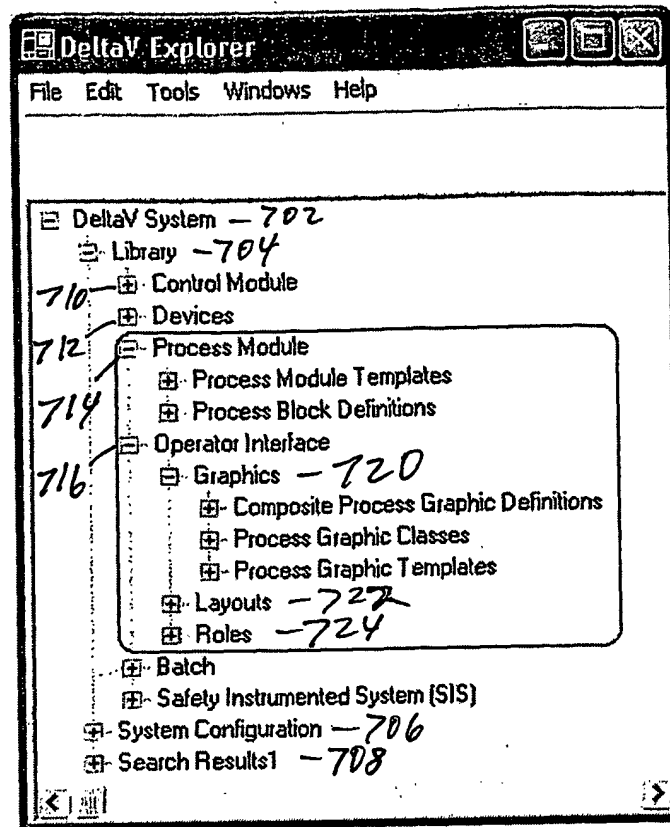 DeltaV Explorer
File Edit Tools Windows Help
DeltaV System - 702
Library - 704
710 Control Module
712 Devices
714 Process Module
Process Module Templates
Process Block Definitions
716 Operator Interface
Graphics - 720
Composite Process Graphic Definitions
Process Graphic Classes
Process Graphic Templates
Layouts - 722
Roles - 724
Batch
Safety Instrumented System (SIS)
System Configuration - 706
Search Results1 - 708